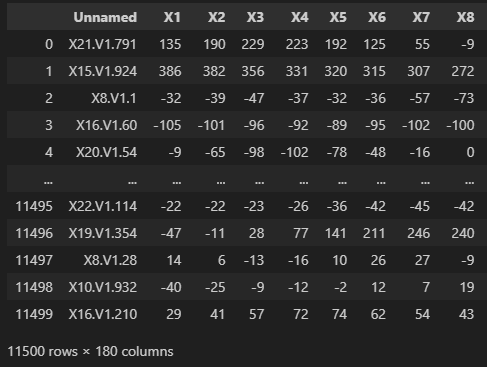 Unnamed X1 X2 X3 X4 X5 X6 X7 X8
0 X21.V1.791 135 190 229 223 192 125 55 -9
1 X15.V1.924 386 382 356 331 320 315 307 272
2 X8.V1.1 -32 -39 -47 -37 -32 -36 -57 -73
3 X16.V1.60 -105 -101 -96 -92 -89 -95 -102 -100
4 X20.V1.54 -9 -65 -98 -102 -78 -48 -16 0
... ... ... ... ... ... ... ... ... ...
11495 X22.V1.114 -22 -22 -23 -26 -36 -42 -45 -42
11496 X19.V1.354 -47 -11 28 77 141 211 246 240
11497 X8.V1.28 14 6 -13 -16 10 26 27 -9
11498 X10.V1.932 -40 -25 -9 -12 -2 12 7 19
11499 X16.V1.210 29 41 57 72 74 62 54 43
11500 rows × 180 columns